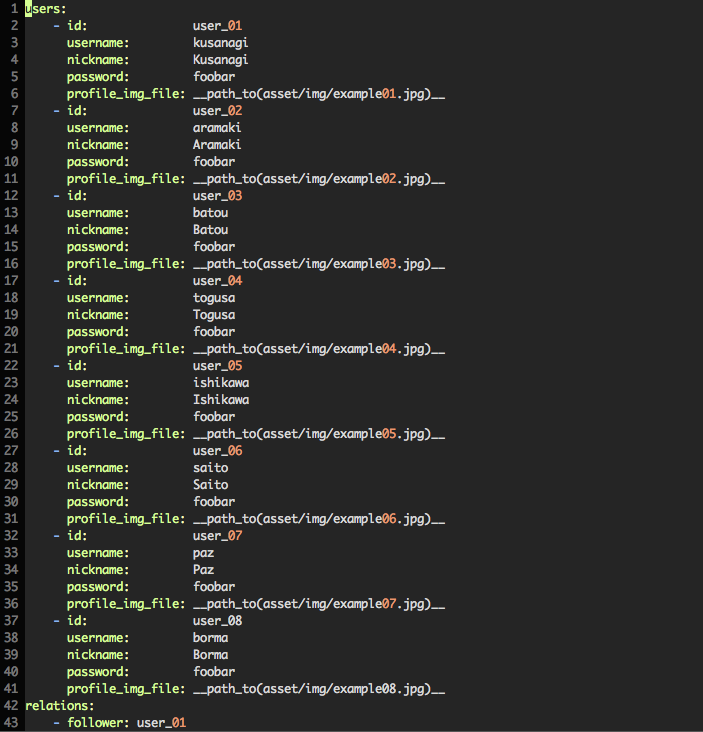 1 users:
2     - id:               user_01
3       username:         kusanagi
4       nickname:         Kusanagi
5       password:         foobar
6       profile_img_file: __path_to(asset/img/example01.jpg)__
7     - id:               user_02
8       username:         aramaki
9       nickname:         Aramaki
10       password:         foobar
11       profile_img_file: __path_to(asset/img/example02.jpg)__
12     - id:               user_03
13       username:         batou
14       nickname:         Batou
15       password:         foobar
16       profile_img_file: __path_to(asset/img/example03.jpg)__
17     - id:               user_04
18       username:         togusa
19       nickname:         Togusa
20       password:         foobar
21       profile_img_file: __path_to(asset/img/example04.jpg)__
22     - id:               user_05
23       username:         ishikawa
24       nickname:         Ishikawa
25       password:         foobar
26       profile_img_file: __path_to(asset/img/example05.jpg)__
27     - id:               user_06
28       username:         saito
29       nickname:         Saito
30       password:         foobar
31       profile_img_file: __path_to(asset/img/example06.jpg)__
32     - id:               user_07
33       username:         paz
34       nickname:         Paz
35       password:         foobar
36       profile_img_file: __path_to(asset/img/example07.jpg)__
37     - id:               user_08
38       username:         borma
39       nickname:         Borma
40       password:         foobar
41       profile_img_file: __path_to(asset/img/example08.jpg)__
42 relations:
43     - follower: user_01